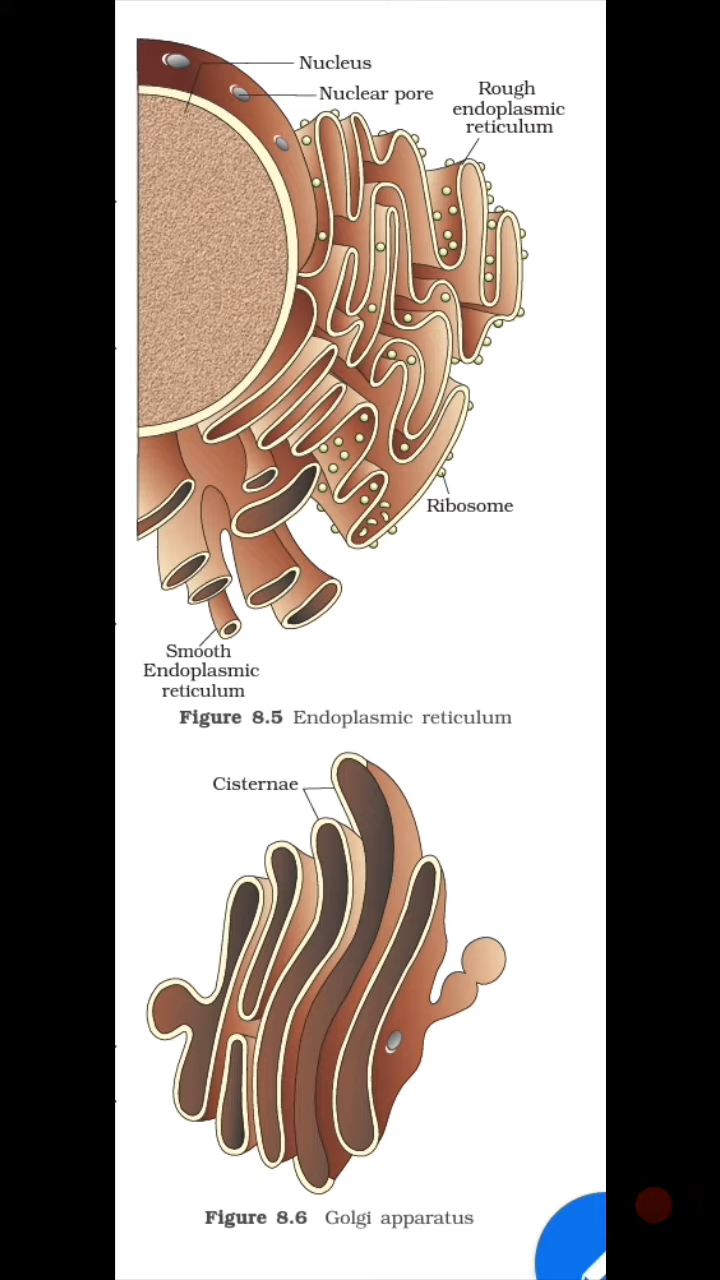 Nucleus
Nuclear pore
Rough
endoplasmic
reticulum
Ribosome
Smooth
Endoplasmic
reticulum
Figure 8.5 Endoplasmic reticulum
Cisternae
Figure 8.6 Golgi apparatus